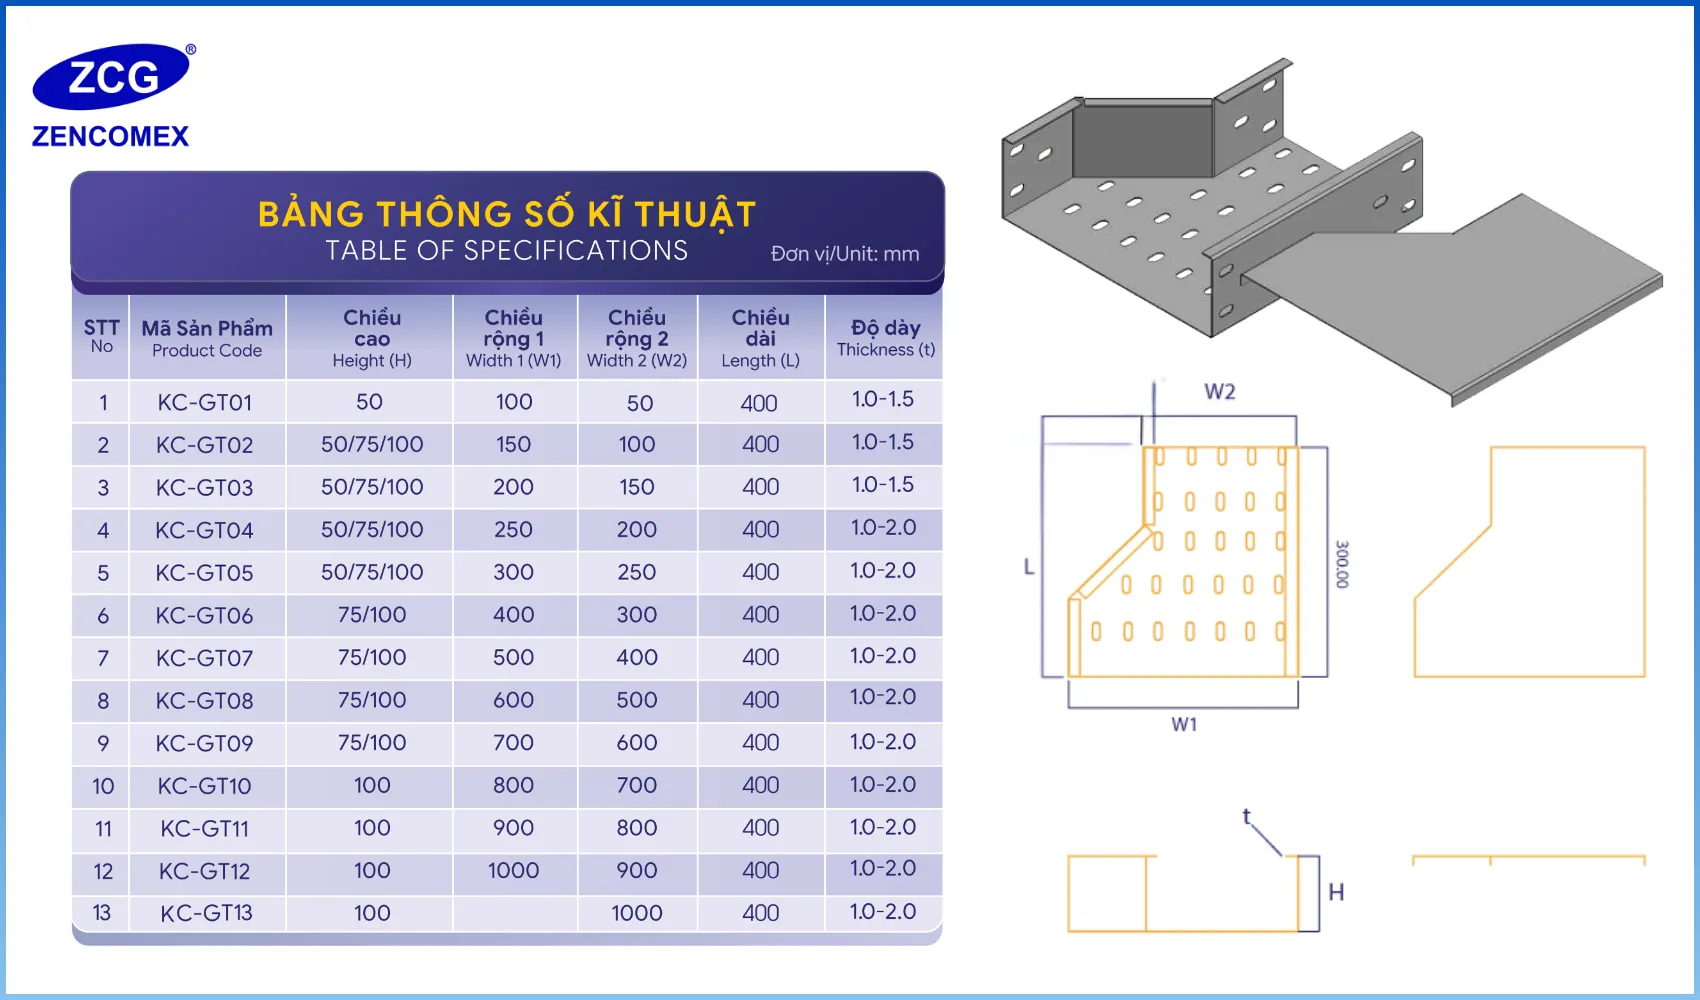 ZCG®
ZENCOMEX
BẢNG THÔNG SỐ KĨ THUẬT
TABLE OF SPECIFICATIONS
Đơn vị/Unit: mm
STT No Mã Sản Phẩm Product Code Chiều cao Height (H) Chiều rộng 1 Width 1 (W1) Chiều rộng 2 Width 2 (W2) Chiều dài Length (L) Độ dày Thickness (t)
1 KC-GT01 50 100 50 400 1.0-1.5
2 KC-GT02 50/75/100 150 100 400 1.0-1.5
3 KC-GT03 50/75/100 200 150 400 1.0-1.5
4 KC-GT04 50/75/100 250 200 400 1.0-2.0
5 KC-GT05 50/75/100 300 250 400 1.0-2.0
6 KC-GT06 75/100 400 300 400 1.0-2.0
7 KC-GT07 75/100 500 400 400 1.0-2.0
8 KC-GT08 75/100 600 500 400 1.0-2.0
9 KC-GT09 75/100 700 600 400 1.0-2.0
10 KC-GT10 100 800 700 400 1.0-2.0
11 KC-GT11 100 900 800 400 1.0-2.0
12 KC-GT12 100 1000 900 400 1.0-2.0
13 KC-GT13 100 1000 400 1.0-2.0
W2
L
300.00
W1
t
H